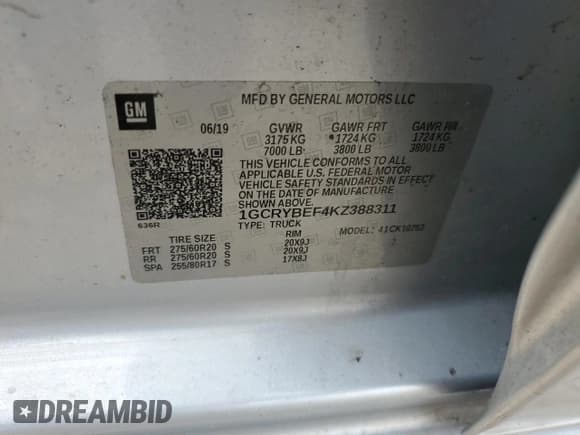 GM
MFD BY GENERAL MOTORS LLC
06/19 GVWR GAWR FRT GAWR RR
3175 KG 1724 KG 1724 KG
7000 LB 3800 LB 3800 LB
THIS VEHICLE CONFORMS TO ALL
APPLICABLE U.S. FEDERAL MOTOR
VEHICLE SAFETY STANDARDS IN EFFECT
ON THE DATE OF MANUFACTURE
SHOWN ABOVE.
1GCRYBEF4KZ388311
TYPE: TRUCK MODEL:
636R
TIRE SIZE RIM
FRT 275/60R20 S 20X9J
RR 275/60R20 S 20X9J
SPA 255/80R17 S 17X8J
DREAMBID